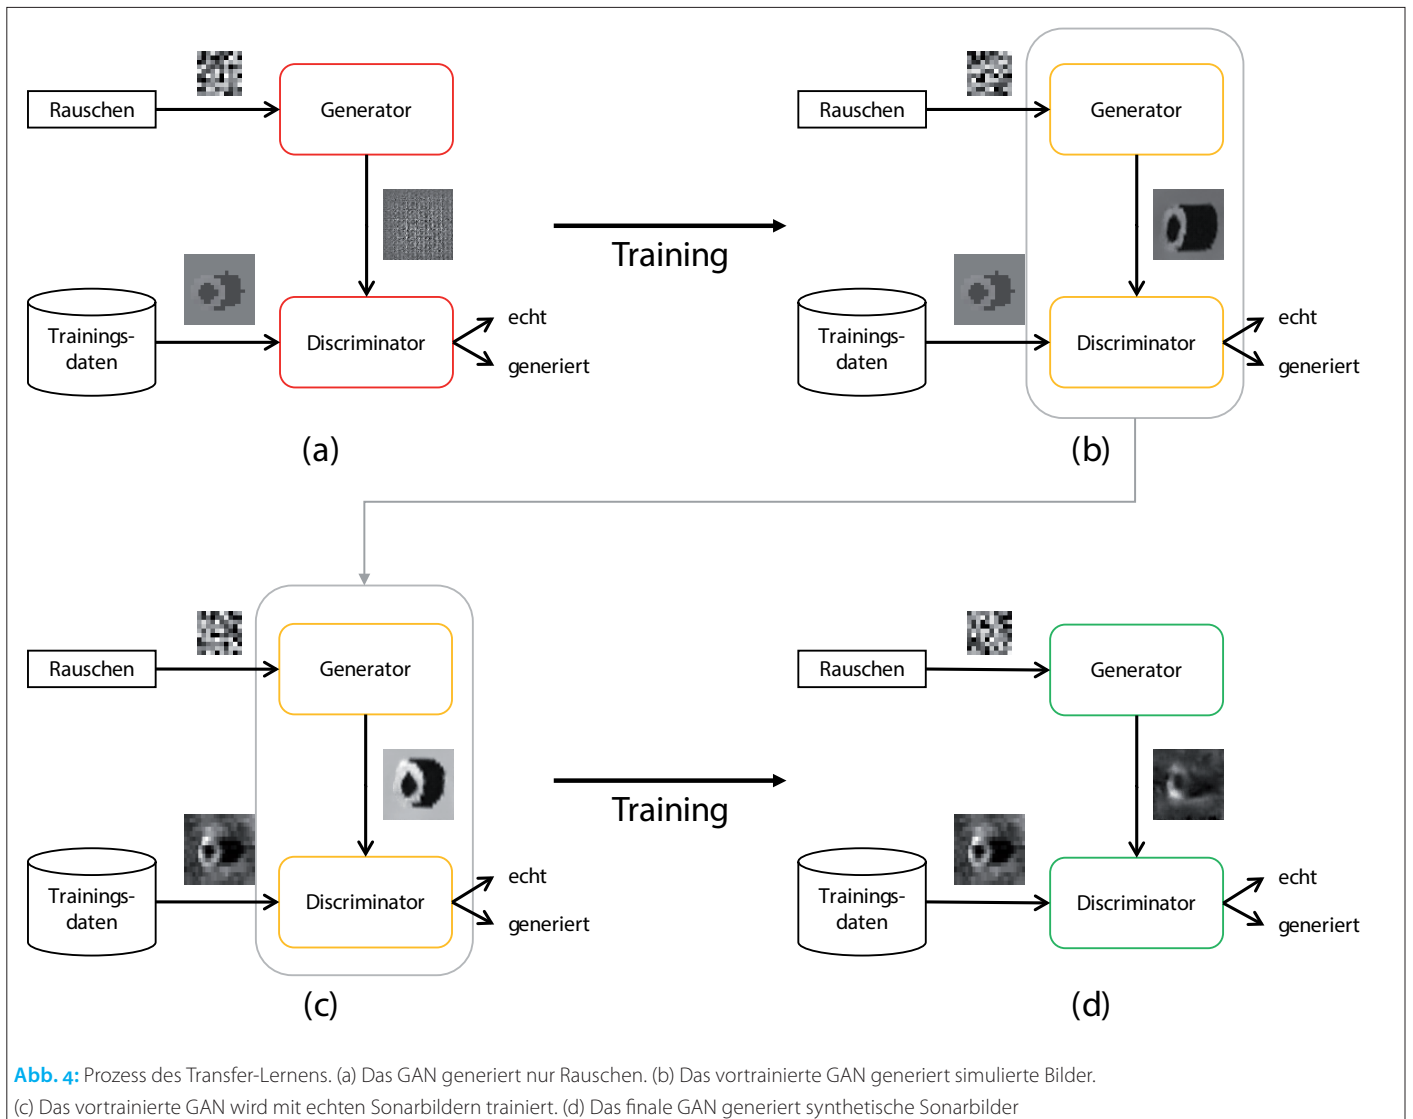 Rauschen
Generator
Trainings-
daten
Discriminator
echt
generiert
(a)
Training
Rauschen
Generator
Trainings-
daten
Discriminator
echt
generiert
(b)
Rauschen
Generator
Trainings-
daten
Discriminator
echt
generiert
(c)
Training
Rauschen
Generator
Trainings-
daten
Discriminator
echt
generiert
(d)
Abb. 4: Prozess des Transfer-Lernens. (a) Das GAN generiert nur Rauschen. (b) Das vortrainierte GAN generiert simulierte Bilder.
(c) Das vortrainierte GAN wird mit echten Sonarbildern trainiert. (d) Das finale GAN generiert synthetische Sonarbilder